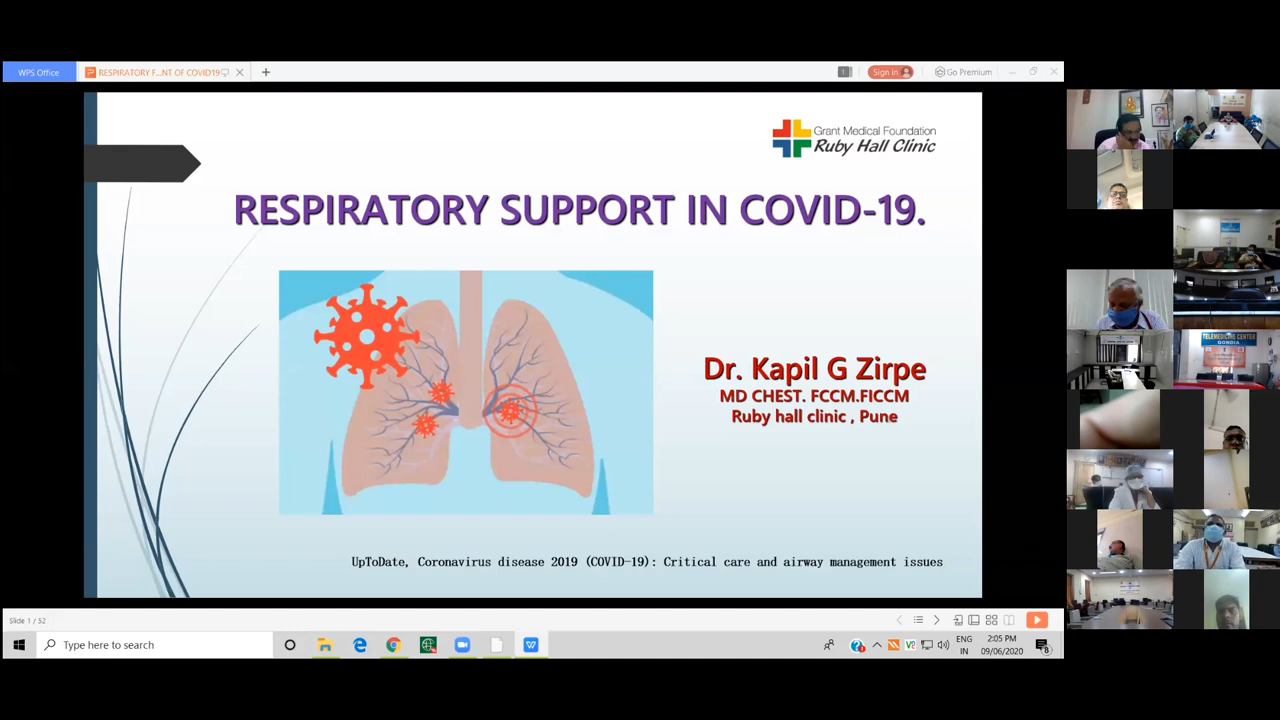 WPS Office
RESPIRATORY F...NT OF COVID19
Sign in
Go Premium
Grant Medical Foundation
Ruby Hall Clinic
RESPIRATORY SUPPORT IN COVID-19.
Dr. Kapil G Zirpe
MD CHEST. FCCM.FICCM
Ruby hall clinic , Pune
UpToDate, Coronavirus disease 2019 (COVID-19): Critical care and airway management issues
TELEMEDICINE CENTER
GONDIA
Slide 1 / 52
Type here to search
ENG
IN
2:05 PM
09/06/2020
8